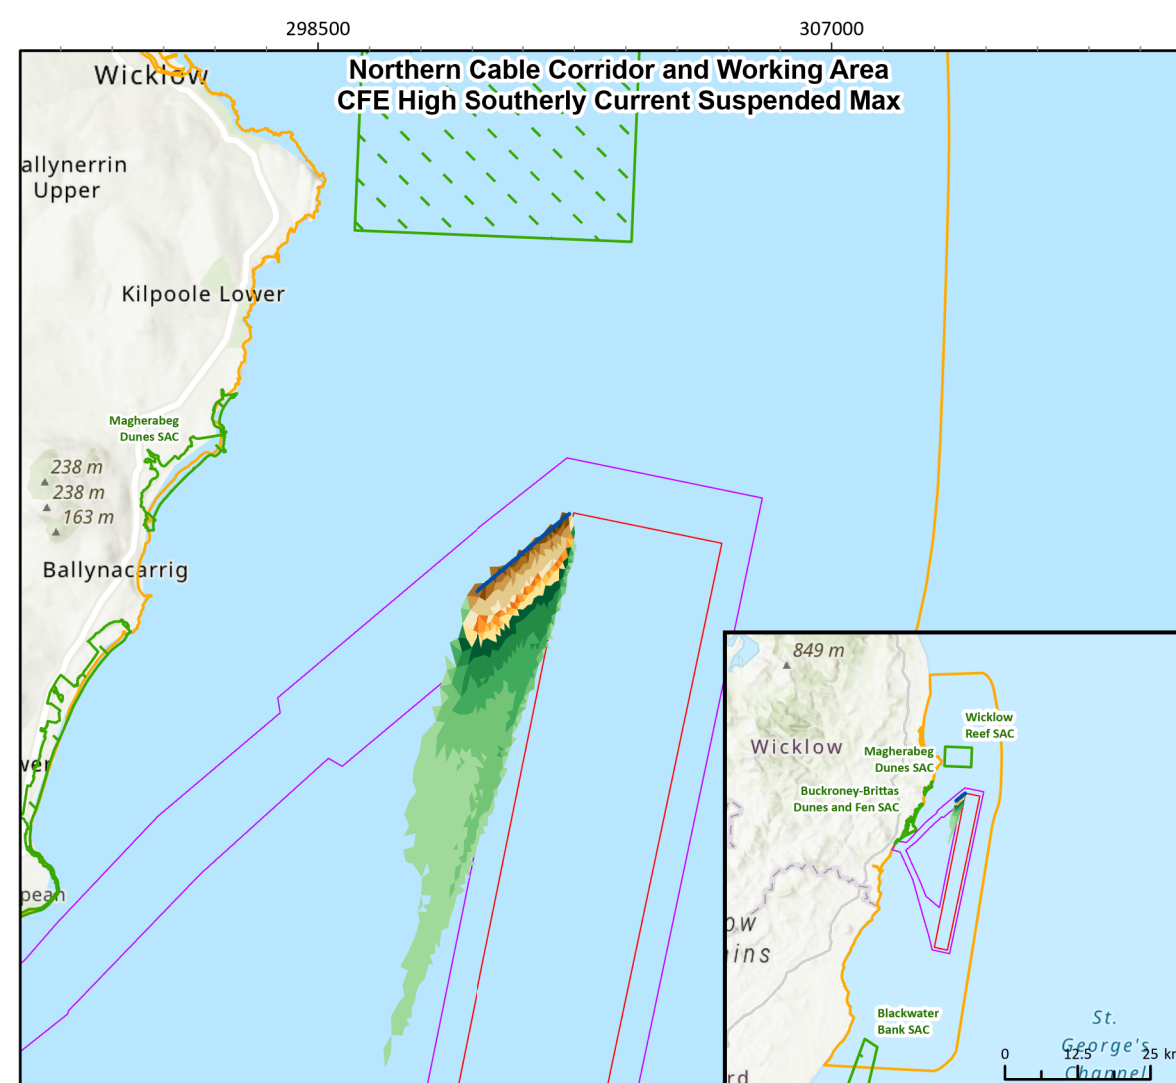 298500
307000
Northern Cable Corridor and Working Area
CFE High Southerly Current Suspended Max
Wicklow
allynerrin
Upper
Kilpoole Lower
Magherabeg
Dunes SAC
238 m
238 m
163 m
Ballynacarrig
wer
pean
849 m
Wicklow
Wicklow
Reef SAC
Magherabeg
Dunes SAC
Buckroney-Brittas
Dunes and Fen SAC
ow
ins
Blackwater
Bank SAC
St.
George's
Channel
rd
0
12.5
25 km